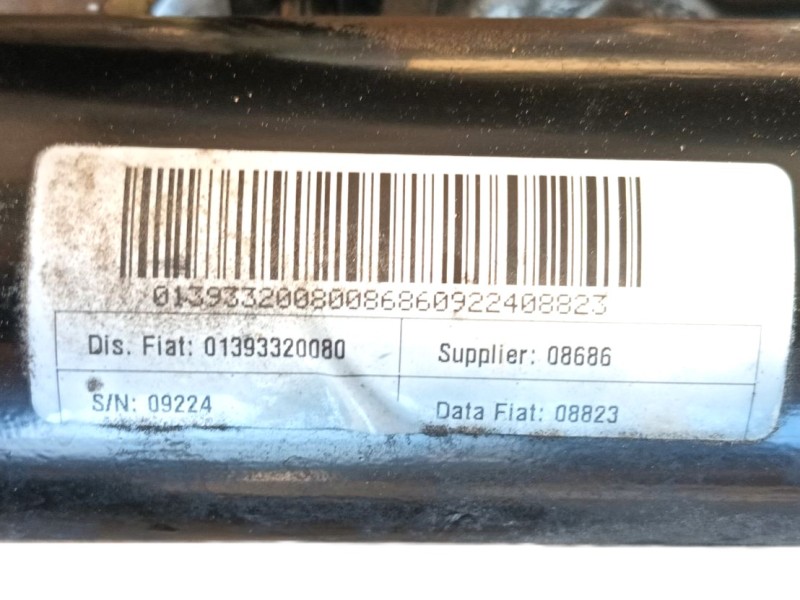 01393320080086860922408823
Dis. Fiat: 01393320080
Supplier: 08686
S/N: 09224
Data Fiat: 08823